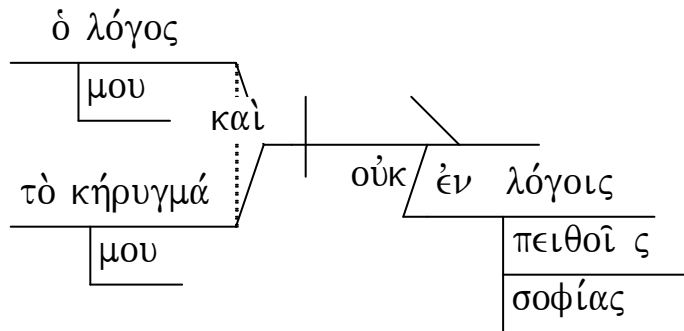 ὁ λόγος
μου
καὶ
τὸ κήρυγμά
μου
οὐκ ἐν λόγοις
πειθοῖ ς
σοφίας